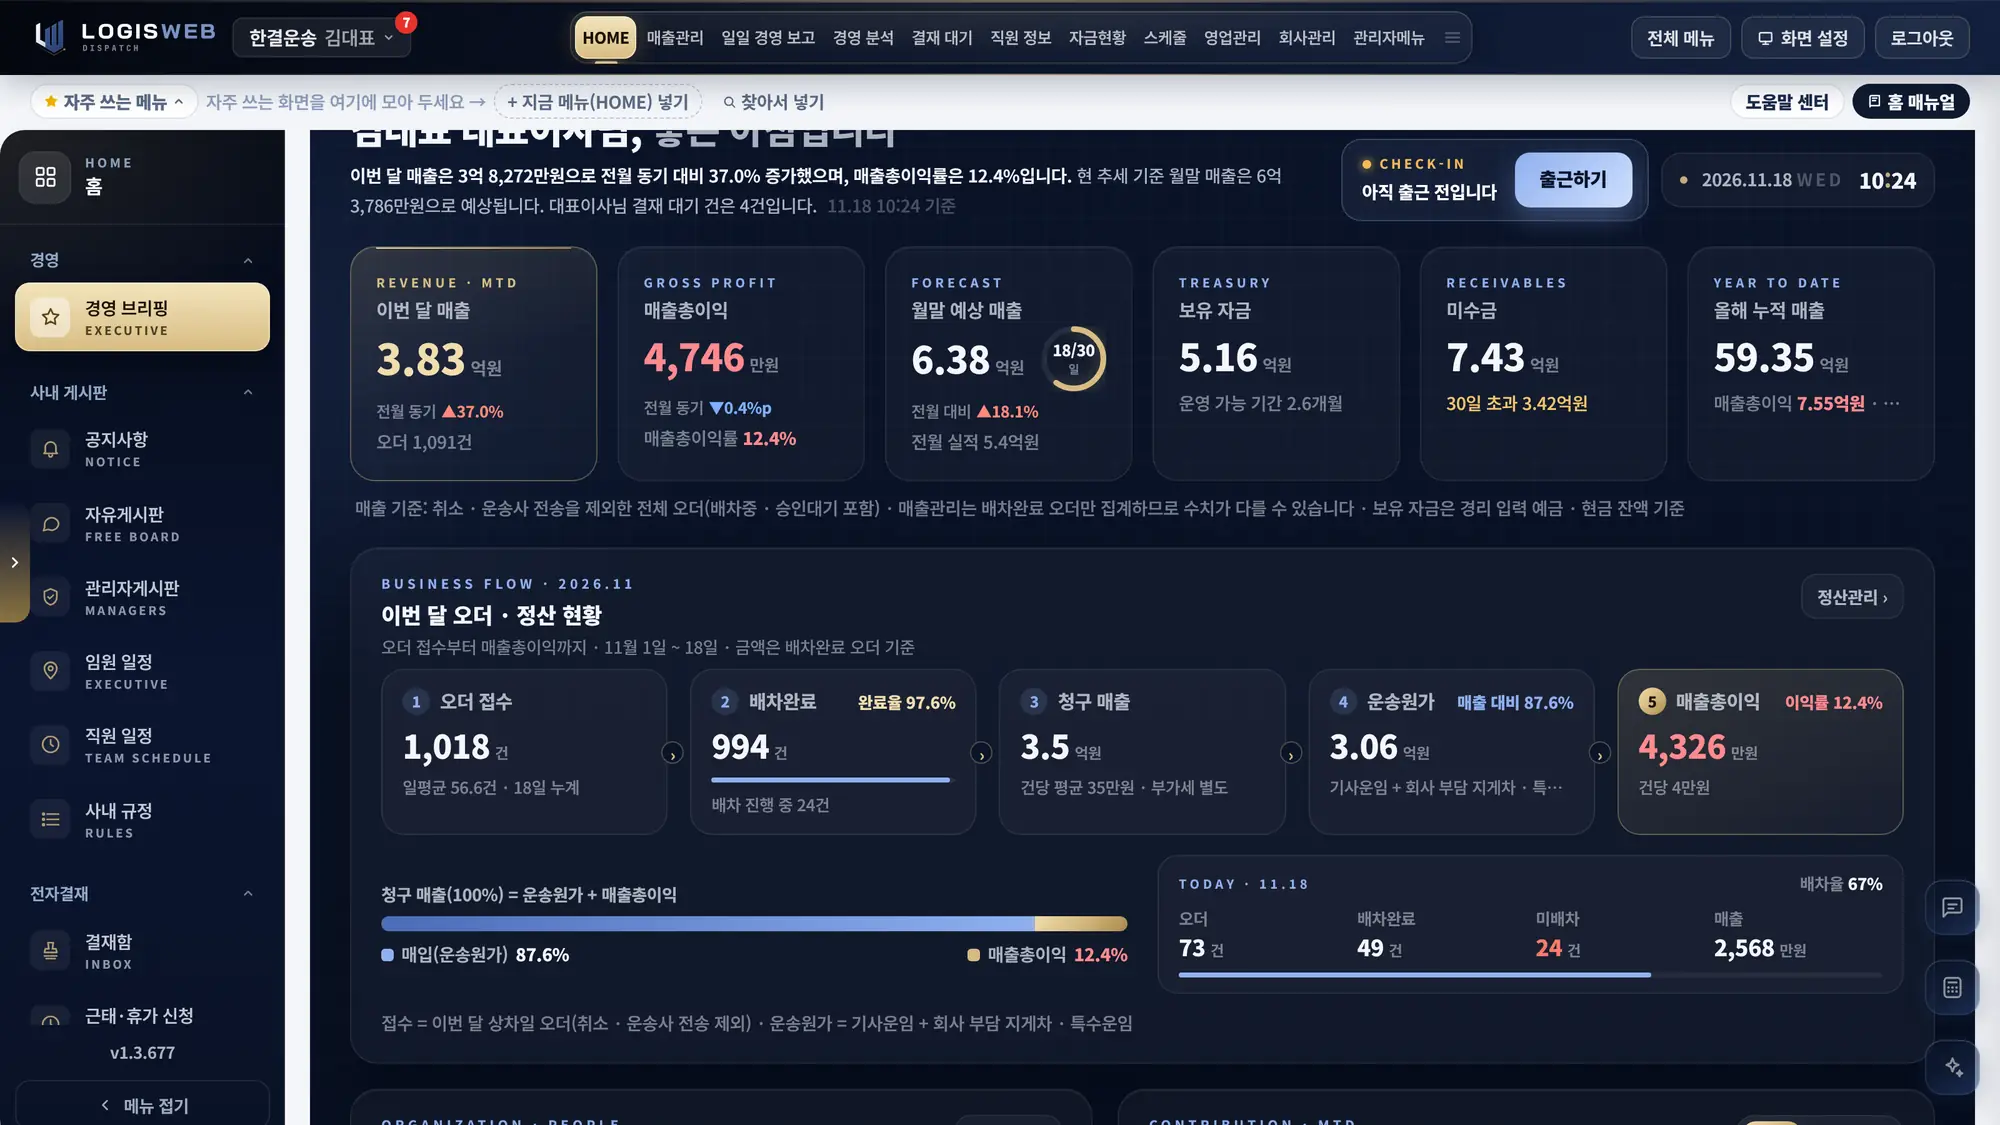 LOGISWEB
DISPATCH
한결운송 김대표
7
HOME 매출관리 일일 경영 보고 경영 분석 결재 대기 직원 정보 자금현황 스케줄 영업관리 회사관리 관리자메뉴
전체 메뉴 화면 설정 로그아웃
자주 쓰는 메뉴 자주 쓰는 화면을 여기에 모아 두세요 → + 지금 메뉴(HOME) 넣기 찾아서 넣기
도움말 센터 홈 매뉴얼
HOME
홈
경영
경영 브리핑
EXECUTIVE
사내 게시판
공지사항
NOTICE
자유게시판
FREE BOARD
관리자게시판
MANAGERS
임원 일정
EXECUTIVE
직원 일정
TEAM SCHEDULE
사내 규정
RULES
전자결재
결재함
INBOX
근태·휴가 신청
v1.3.677
메뉴 접기
김대표 대표이사님, 좋은 아침입니다
이번 달 매출은 3억 8,272만원으로 전월 동기 대비 37.0% 증가했으며, 매출총이익률은 12.4%입니다. 현 추세 기준 월말 매출은 6억
3,786만원으로 예상됩니다. 대표이사님 결재 대기 건은 4건입니다. 11.18 10:24 기준
CHECK-IN
아직 출근 전입니다
출근하기
2026.11.18 WED 10:24
REVENUE · MTD
이번 달 매출
3.83 억원
전월 동기 ▲37.0%
오더 1,091건
GROSS PROFIT
매출총이익
4,746 만원
전월 동기 ▼0.4%p
매출총이익률 12.4%
FORECAST
월말 예상 매출
6.38 억원
18/30
일
전월 대비 ▲18.1%
전월 실적 5.4억원
TREASURY
보유 자금
5.16 억원
운영 가능 기간 2.6개월
RECEIVABLES
미수금
7.43 억원
30일 초과 3.42억원
YEAR TO DATE
올해 누적 매출
59.35 억원
매출총이익 7.55억원 · ···
매출 기준: 취소 · 운송사 전송을 제외한 전체 오더(배차중 · 승인대기 포함) · 매출관리는 배차완료 오더만 집계하므로 수치가 다를 수 있습니다 · 보유 자금은 경리 입력 예금 · 현금 잔액 기준
BUSINESS FLOW · 2026.11
이번 달 오더 · 정산 현황
오더 접수부터 매출총이익까지 · 11월 1일 ~ 18일 · 금액은 배차완료 오더 기준
정산관리 ›
1 오더 접수
1,018 건
일평균 56.6건 · 18일 누계
2 배차완료 완료율 97.6%
994 건
배차 진행 중 24건
3 청구 매출
3.5 억원
건당 평균 35만원 · 부가세 별도
4 운송원가 매출 대비 87.6%
3.06 억원
기사운임 + 회사 부담 지게차 · 특···
5 매출총이익 이익률 12.4%
4,326 만원
건당 4만원
청구 매출(100%) = 운송원가 + 매출총이익
매입(운송원가) 87.6%
매출총이익 12.4%
TODAY · 11.18
배차율 67%
오더 배차완료 미배차 매출
73 건 49 건 24 건 2,568 만원
접수 = 이번 달 상차일 오더(취소 · 운송사 전송 제외) · 운송원가 = 기사운임 + 회사 부담 지게차 · 특수운임
ORGANIZATION · PEOPLE
CONTRIBUTION · MTD